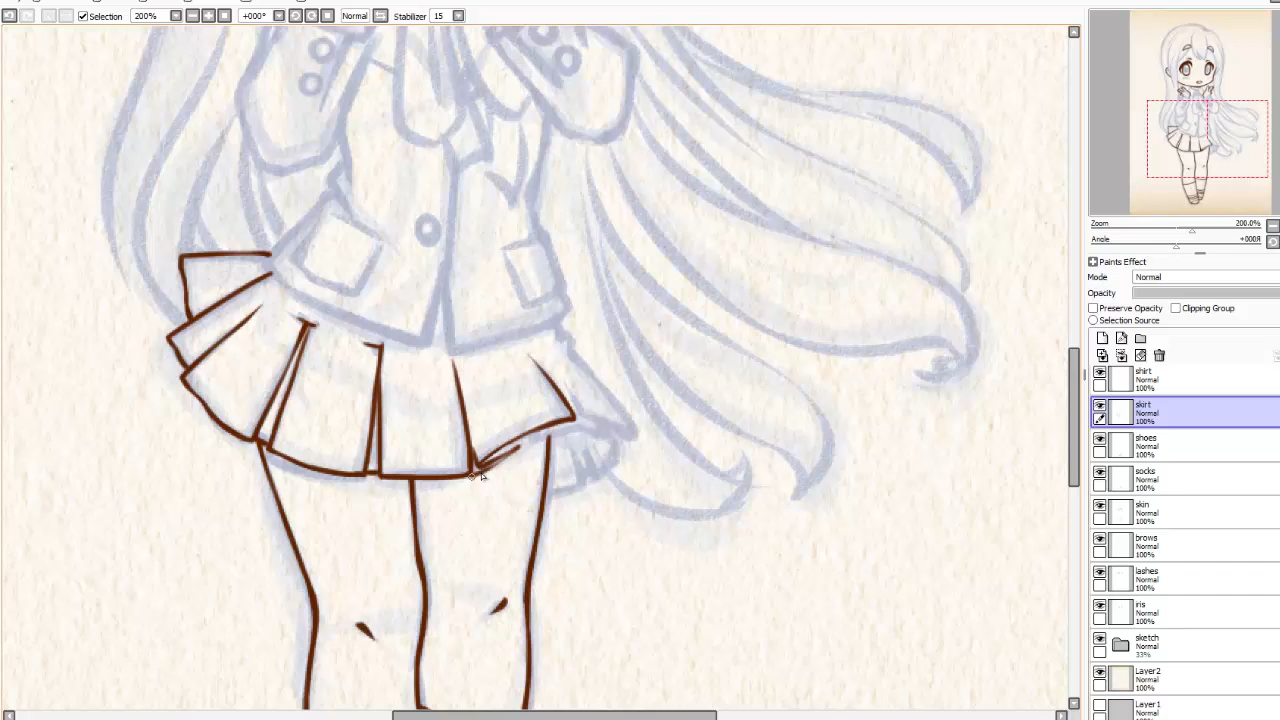 Selection 200% +000° Normal Stabilizer 15
Zoom 200.0%
Angle +000Я
Paints Effect
Mode Normal
Opacity
Preserve Opacity Clipping Group
Selection Source
shirt
Normal
100%
skirt
Normal
100%
shoes
Normal
100%
socks
Normal
100%
skin
Normal
100%
brows
Normal
100%
lashes
Normal
100%
iris
Normal
100%
sketch
Normal
33%
Layer2
Normal
100%
Layer1
Normal